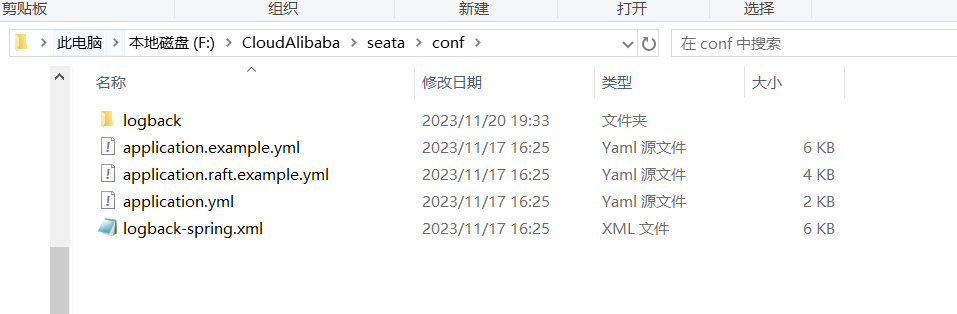 剪贴板 组织 新建 打开 选择
此电脑 本地磁盘 (F:) CloudAlibaba seata conf 在 conf 中搜索
名称 修改日期 类型 大小
logback 2023/11/20 19:33 文件夹
application.example.yml 2023/11/17 16:25 Yaml 源文件 6 KB
application.raft.example.yml 2023/11/17 16:25 Yaml 源文件 4 KB
application.yml 2023/11/17 16:25 Yaml 源文件 2 KB
logback-spring.xml 2023/11/17 16:25 XML 文件 6 KB